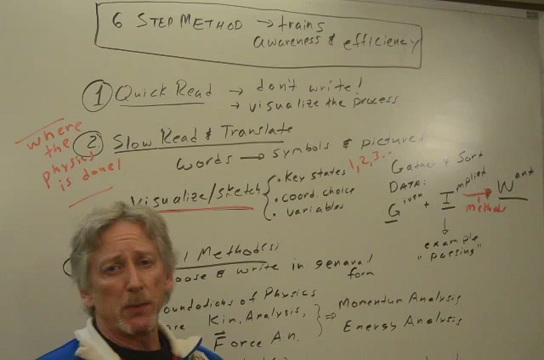 6 STEP METHOD → trains
awareness & efficiency
1 Quick Read → don't write!
→ visualize the process
2. Slow Read & Translate
where
the
physics
is done!
words → symbols & pictures
Visualize/Sketch
• Key states 1, 2, 3..
• coord. choice
• variables
Gather & Sort
DATA:
Given + Implied → Want
method
example
"parsing"
Method(s)
& write in general
form
Foundations of Physics
Kin. Analysis,
Force An.
⇒ Momentum Analysis
Energy Analysis